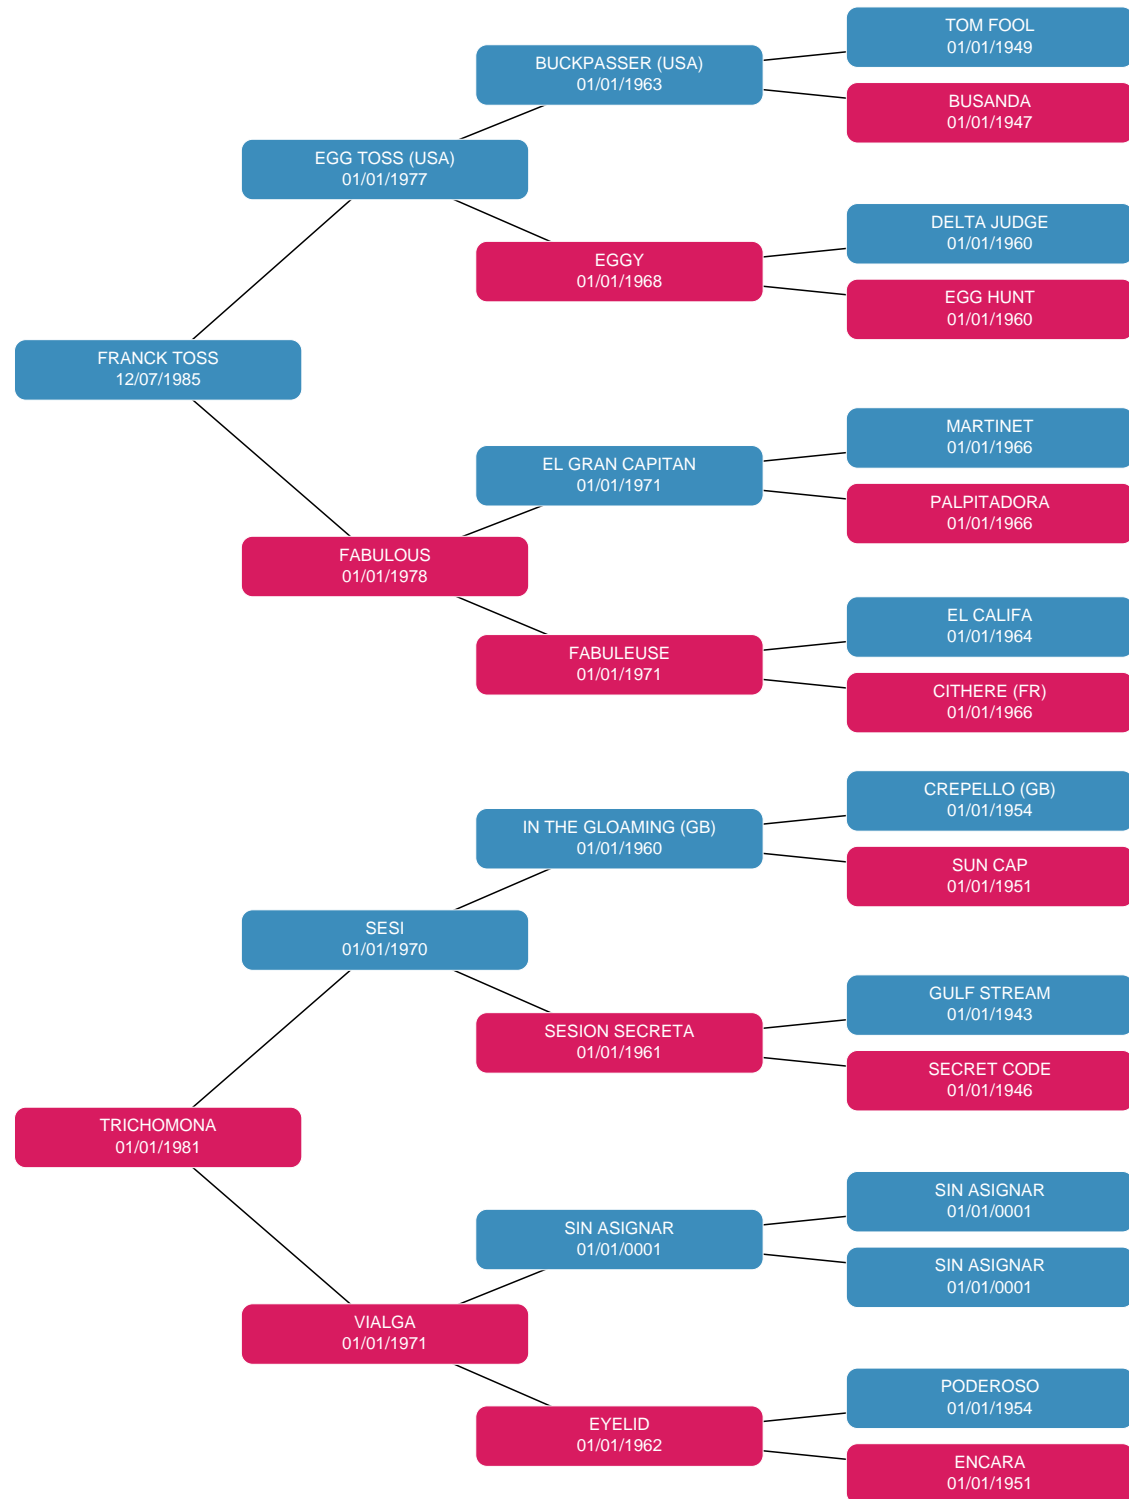 TOM FOOL
01/01/1949
BUCKPASSER (USA)
01/01/1963
BUSANDA
01/01/1947
EGG TOSS (USA)
01/01/1977
DELTA JUDGE
01/01/1960
EGGY
01/01/1968
EGG HUNT
01/01/1960
FRANCK TOSS
12/07/1985
MARTINET
01/01/1966
EL GRAN CAPITAN
01/01/1971
PALPITADORA
01/01/1966
FABULOUS
01/01/1978
EL CALIFA
01/01/1964
FABULEUSE
01/01/1971
CITHERE (FR)
01/01/1966
CREPELLO (GB)
01/01/1954
IN THE GLOAMING (GB)
01/01/1960
SUN CAP
01/01/1951
SESI
01/01/1970
GULF STREAM
01/01/1943
SESION SECRETA
01/01/1961
SECRET CODE
01/01/1946
TRICHOMONA
01/01/1981
SIN ASIGNAR
01/01/0001
SIN ASIGNAR
01/01/0001
SIN ASIGNAR
01/01/0001
VIALGA
01/01/1971
PODEROSO
01/01/1954
EYELID
01/01/1962
ENCARA
01/01/1951